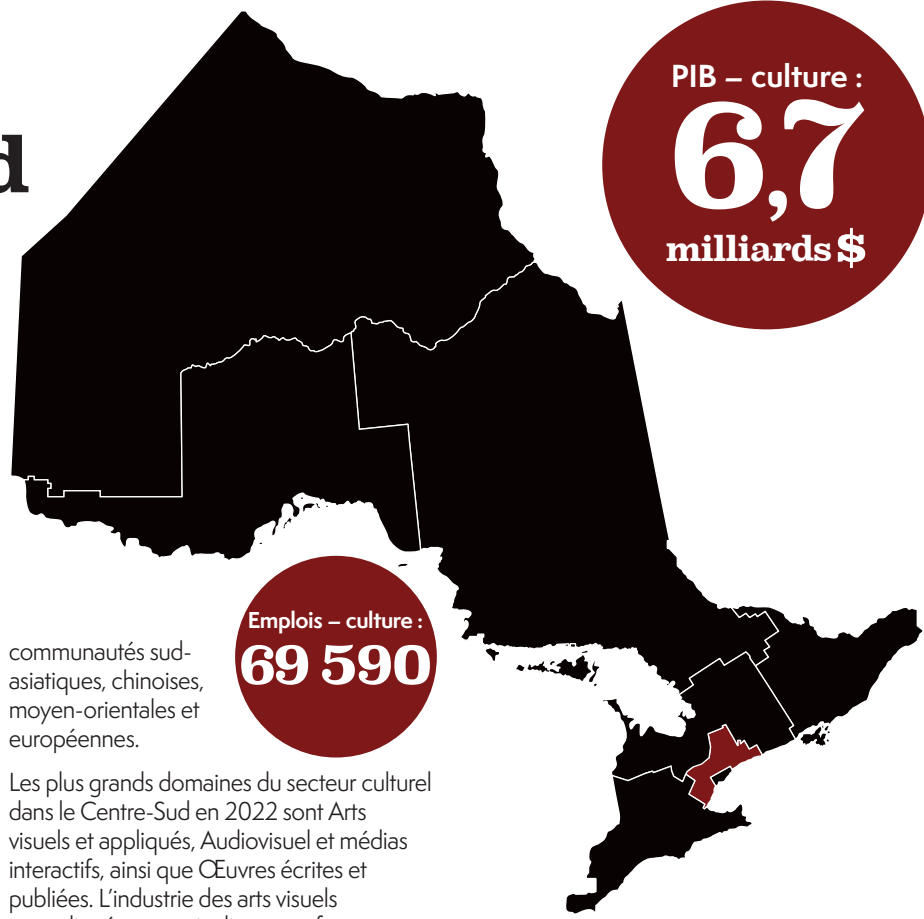 d
PIB – culture :
6,7
milliards $
Emplois – culture :
69 590
communautés sud-
asiatiques, chinoises,
moyen-orientales et
européennes.
Les plus grands domaines du secteur culturel
dans le Centre-Sud en 2022 sont Arts
visuels et appliqués, Audiovisuel et médias
interactifs, ainsi que Œuvres écrites et
publiées. L’industrie des arts visuels